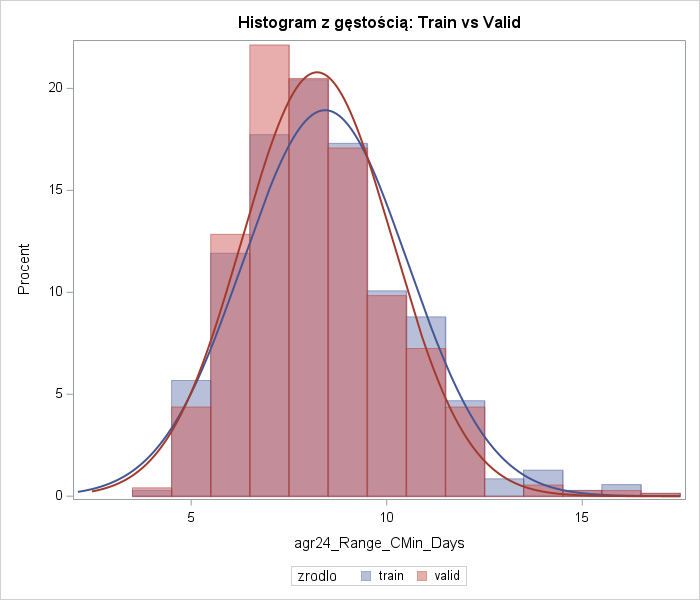 Histogram z gęstością: Train vs Valid
20
15
10
5
0
Procent
5 10 15
agr24_Range_CMin_Days
zrodlo train valid